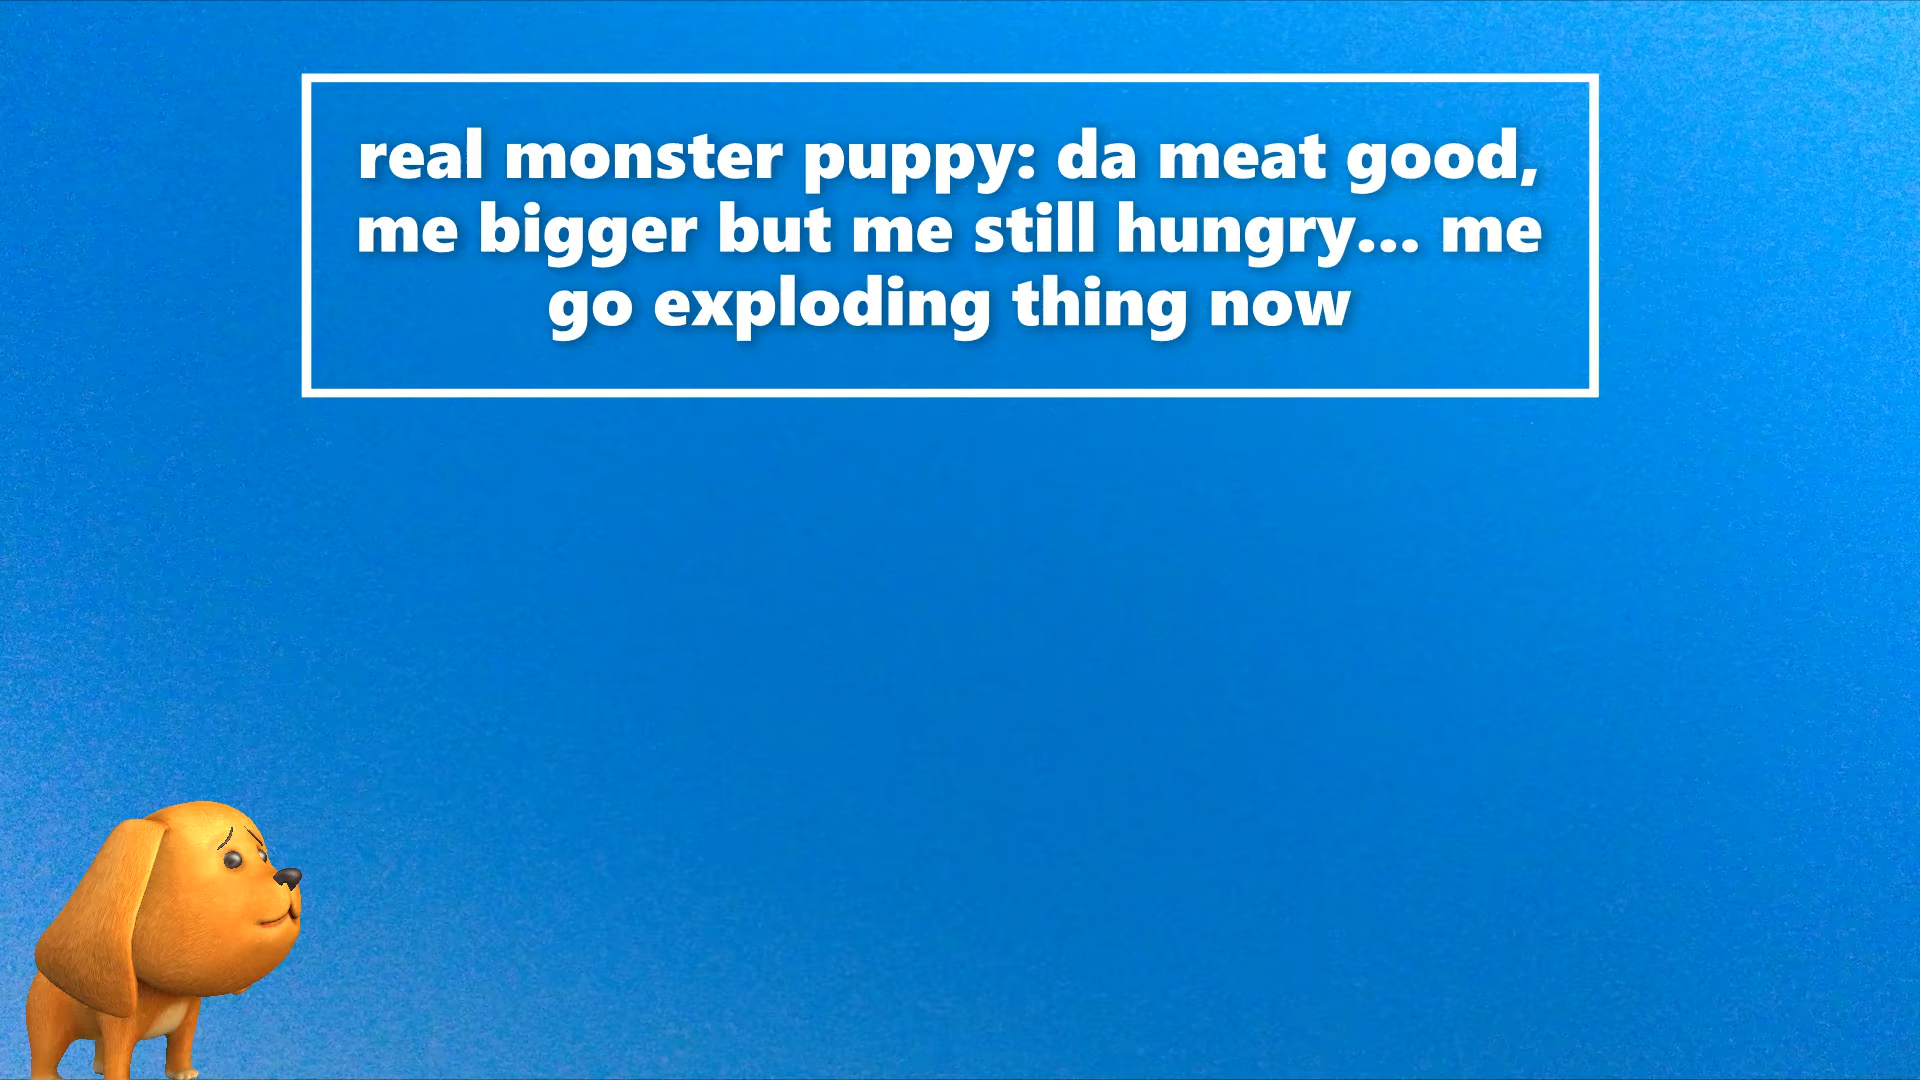 real monster puppy: da meat good,
me bigger but me still hungry... me
go exploding thing now